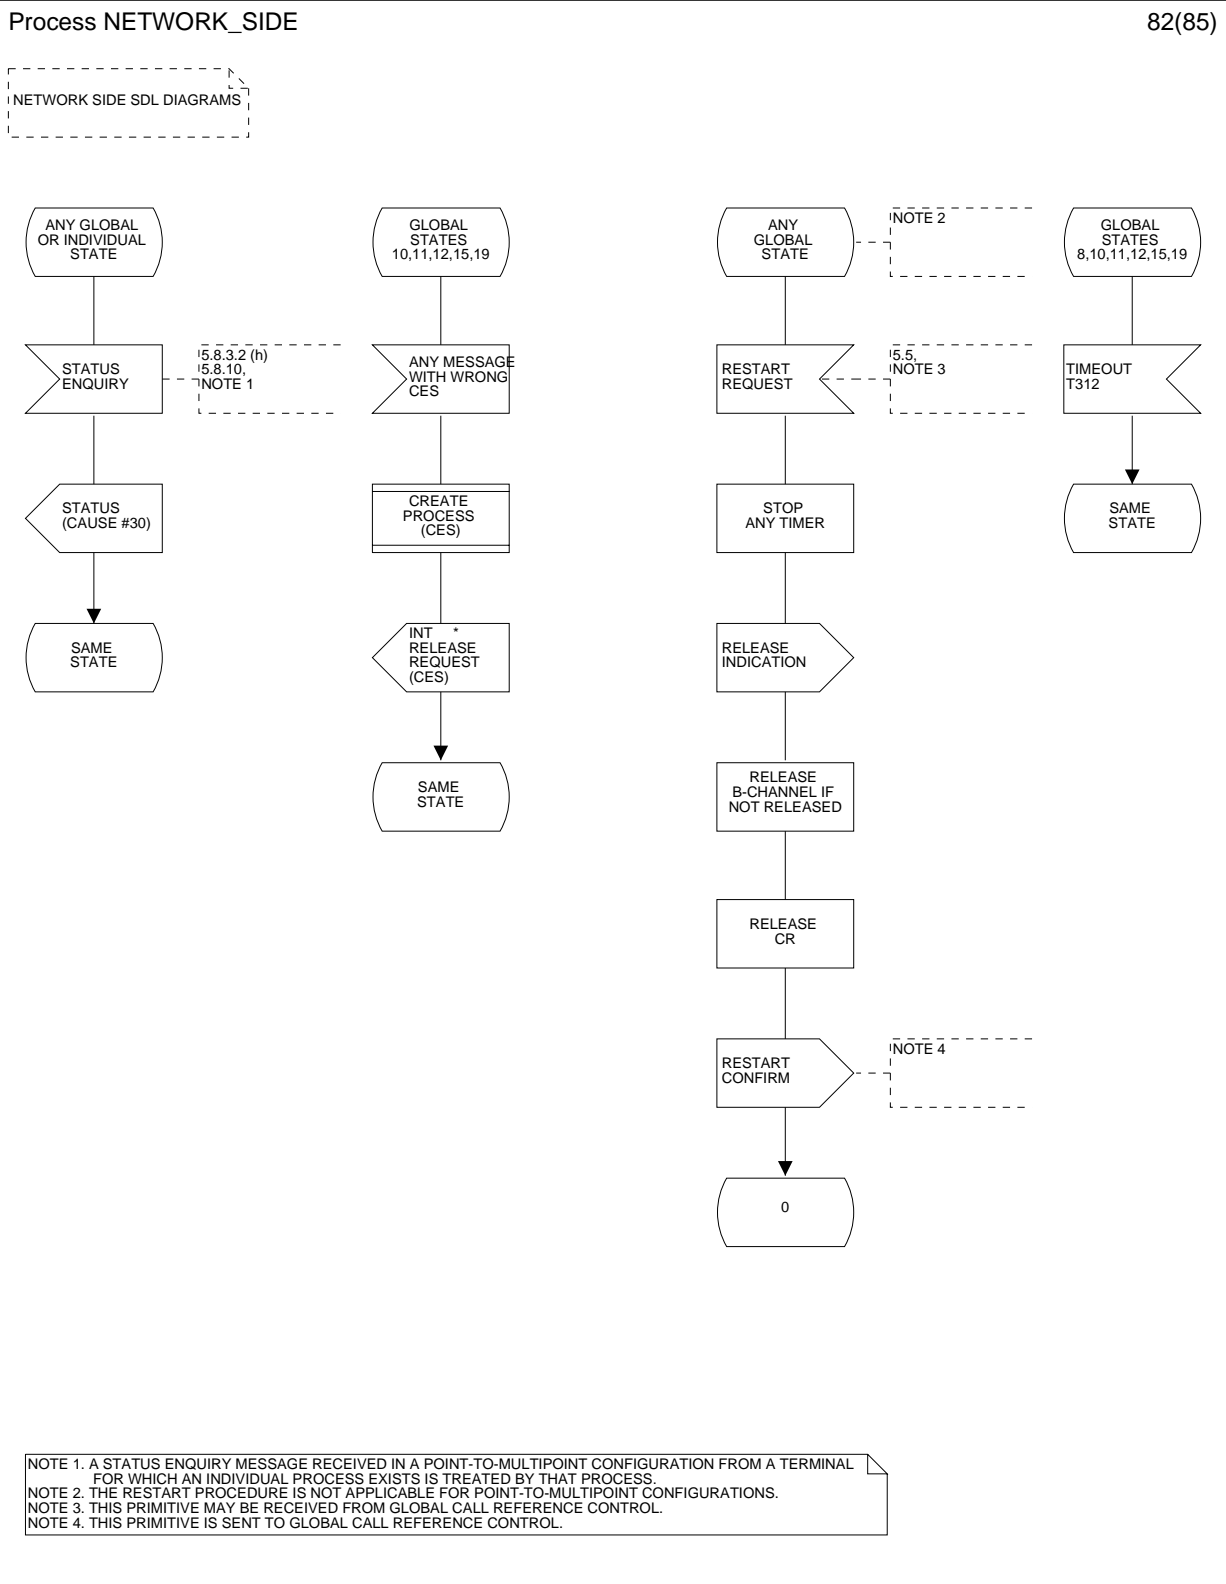 Process NETWORK_SIDE
82(85)
NETWORK SIDE SDL DIAGRAMS
ANY GLOBAL
OR INDIVIDUAL
STATE
STATUS
ENQUIRY
5.8.3.2 (h)
5.8.10,
NOTE 1
STATUS
(CAUSE #30)
SAME
STATE
GLOBAL
STATES
10,11,12,15,19
ANY MESSAGE
WITH WRONG
CES
CREATE
PROCESS
(CES)
INT *
RELEASE
REQUEST
(CES)
SAME
STATE
ANY
GLOBAL
STATE
NOTE 2
RESTART
REQUEST
5.5,
NOTE 3
STOP
ANY TIMER
RELEASE
INDICATION
RELEASE
B-CHANNEL IF
NOT RELEASED
RELEASE
CR
RESTART
CONFIRM
NOTE 4
0
GLOBAL
STATES
8,10,11,12,15,19
TIMEOUT
T312
SAME
STATE
NOTE 1. A STATUS ENQUIRY MESSAGE RECEIVED IN A POINT-TO-MULTIPOINT CONFIGURATION FROM A TERMINAL
FOR WHICH AN INDIVIDUAL PROCESS EXISTS IS TREATED BY THAT PROCESS.
NOTE 2. THE RESTART PROCEDURE IS NOT APPLICABLE FOR POINT-TO-MULTIPOINT CONFIGURATIONS.
NOTE 3. THIS PRIMITIVE MAY BE RECEIVED FROM GLOBAL CALL REFERENCE CONTROL.
NOTE 4. THIS PRIMITIVE IS SENT TO GLOBAL CALL REFERENCE CONTROL.